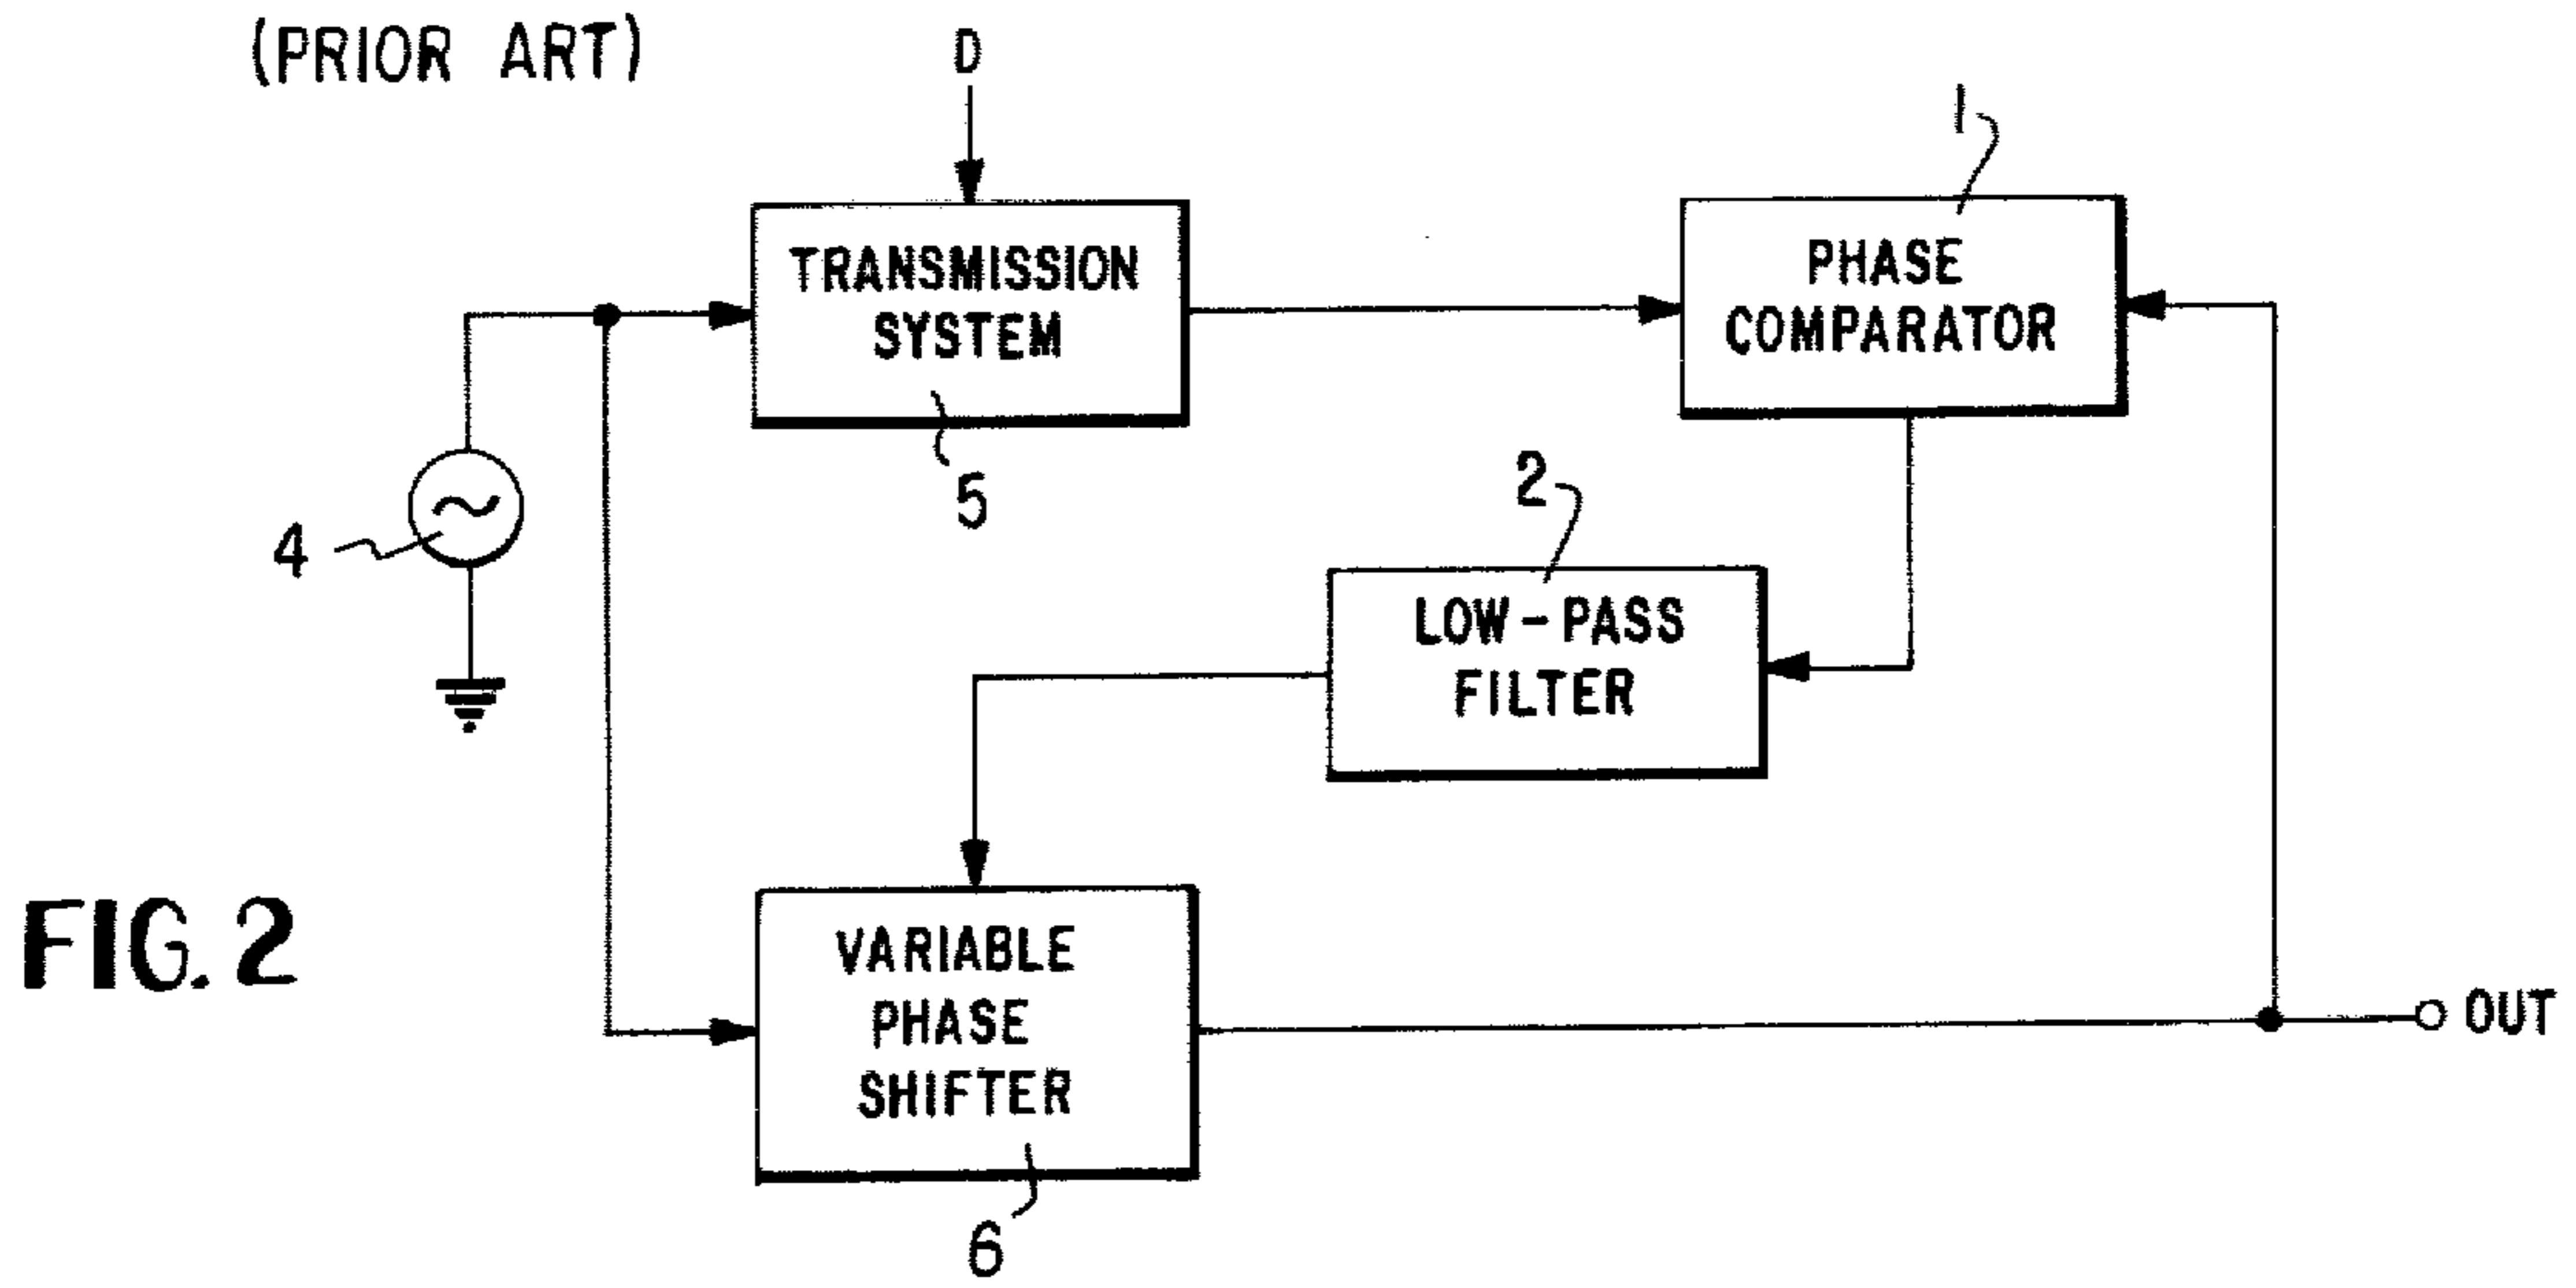 (PRIOR ART)
D
1
TRANSMISSION
SYSTEM
PHASE
COMPARATOR
5
2
4
LOW-PASS
FILTER
FIG. 2
VARIABLE
PHASE
SHIFTER
OUT
6